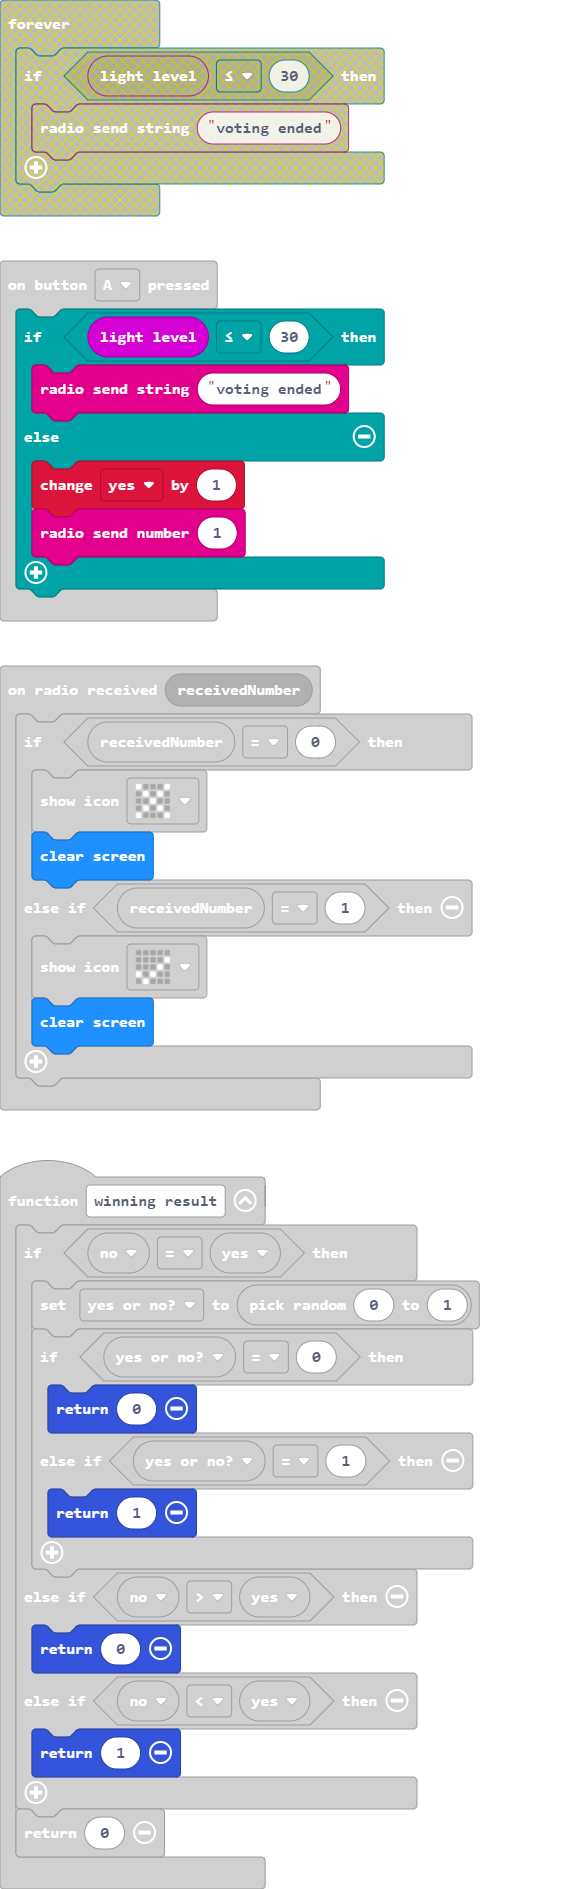 forever
if light level ≤ 30 then
radio send string "voting ended"
on button A pressed
if light level ≤ 30 then
radio send string "voting ended"
else
change yes by 1
radio send number 1
on radio received receivedNumber
if receivedNumber = 0 then
show icon
clear screen
else if receivedNumber = 1 then
show icon
clear screen
function winning result
if no = yes then
set yes or no? to pick random 0 to 1
if yes or no? = 0 then
return 0
else if yes or no? = 1 then
return 1
else if no > yes then
return 0
else if no < yes then
return 1
return 0